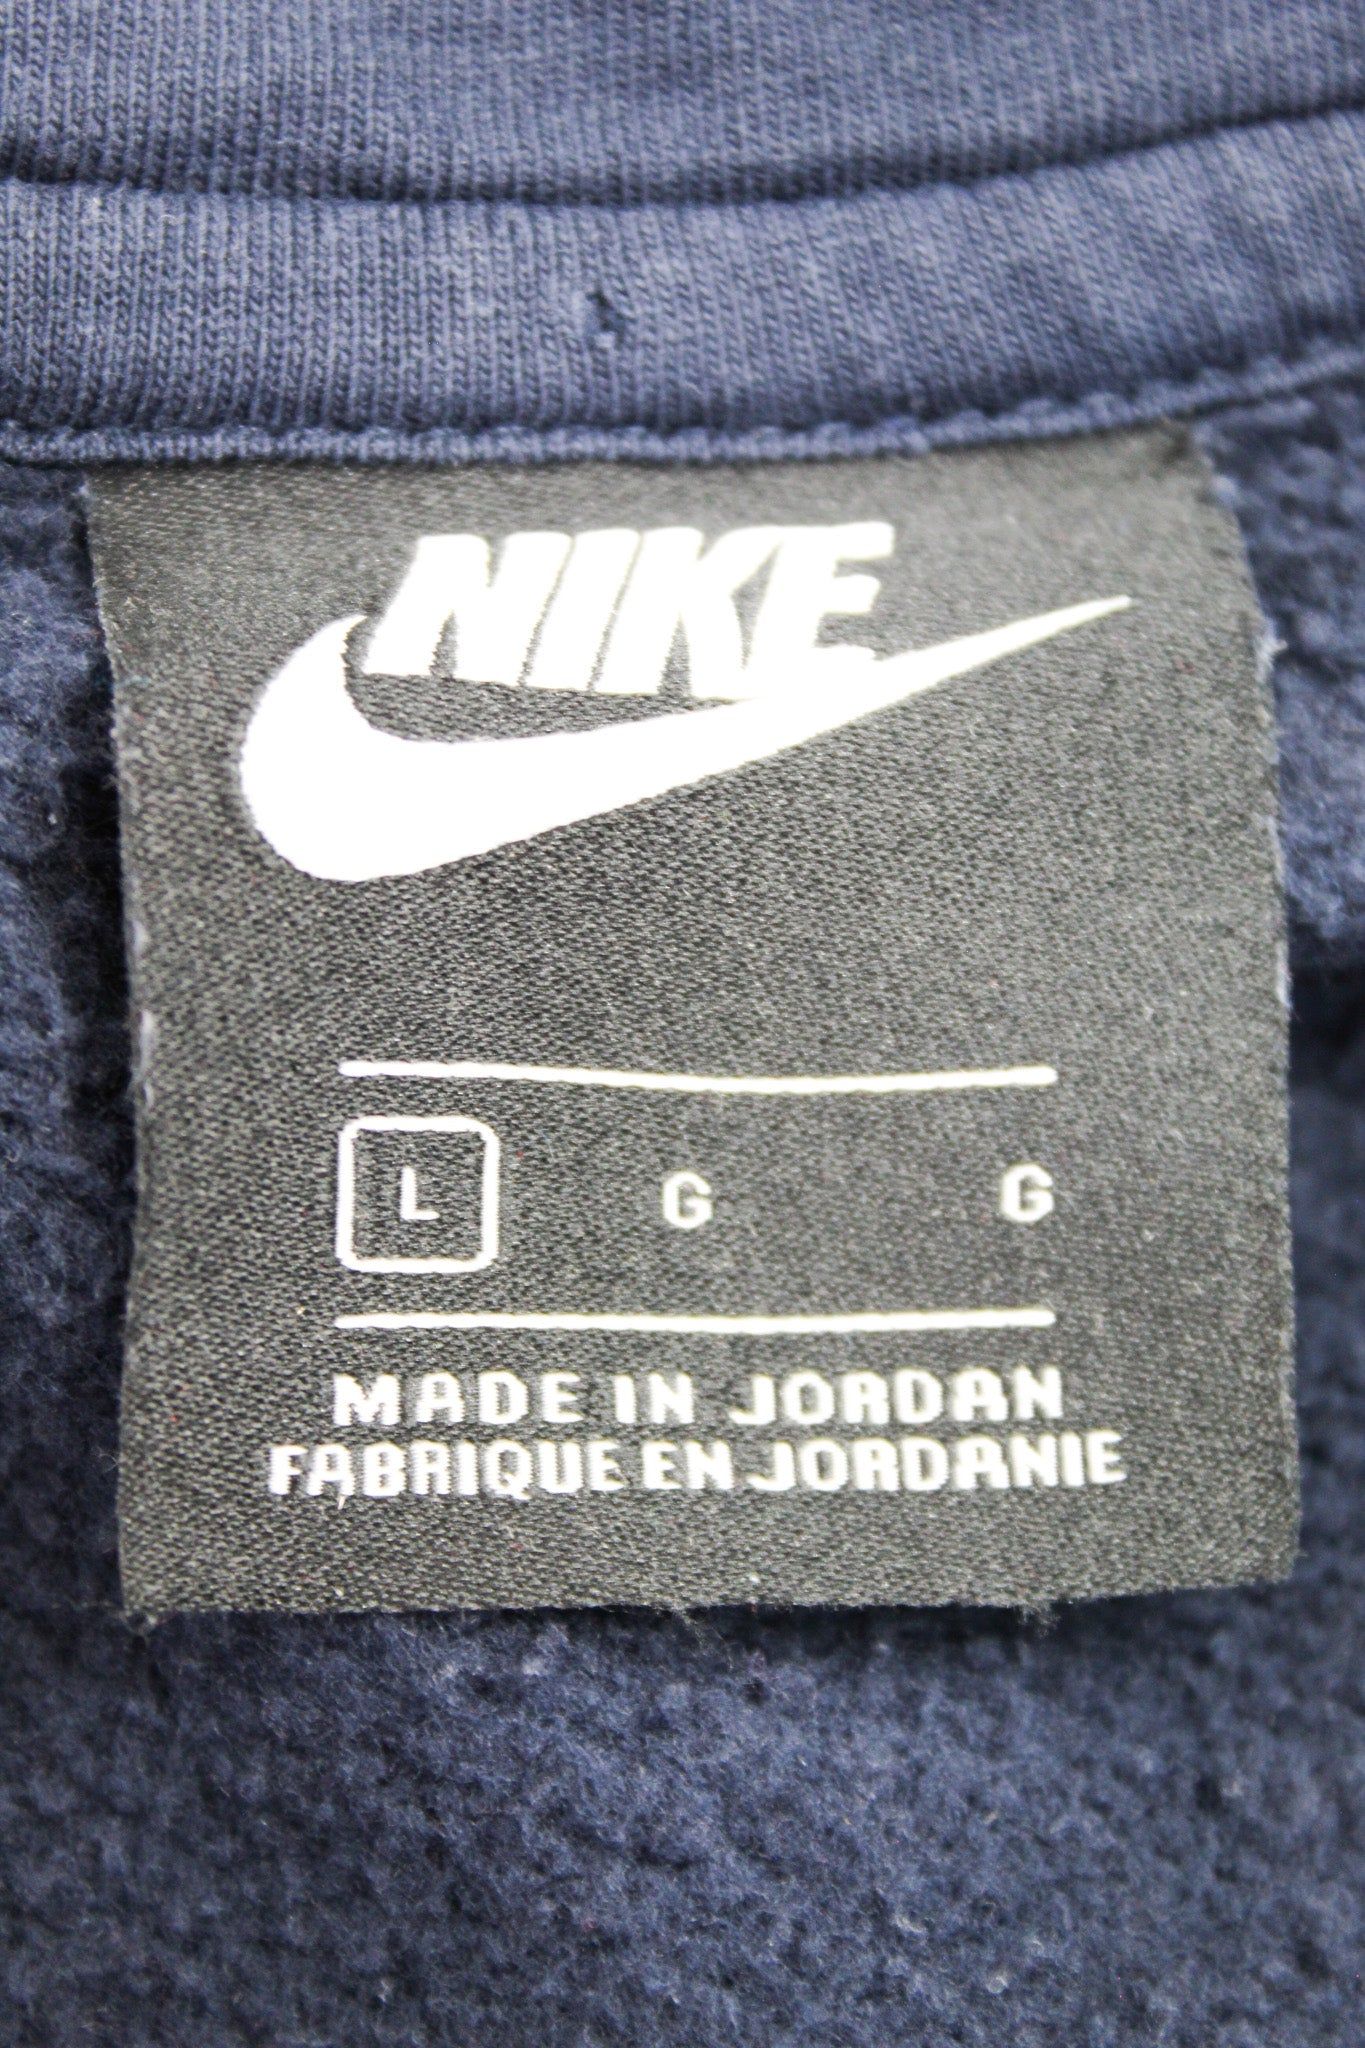 NIKE
L G G
MADE IN JORDAN
FABRIQUE EN JORDANIE